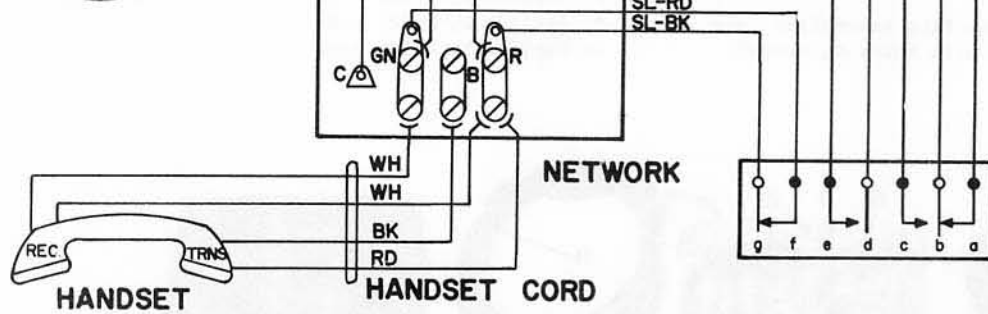 SL-RD
SL-BK
GN
R
C
B
WH
NETWORK
WH
BK
REC.
TRNS
RD
g f e d c b a
HANDSET CORD
HANDSET